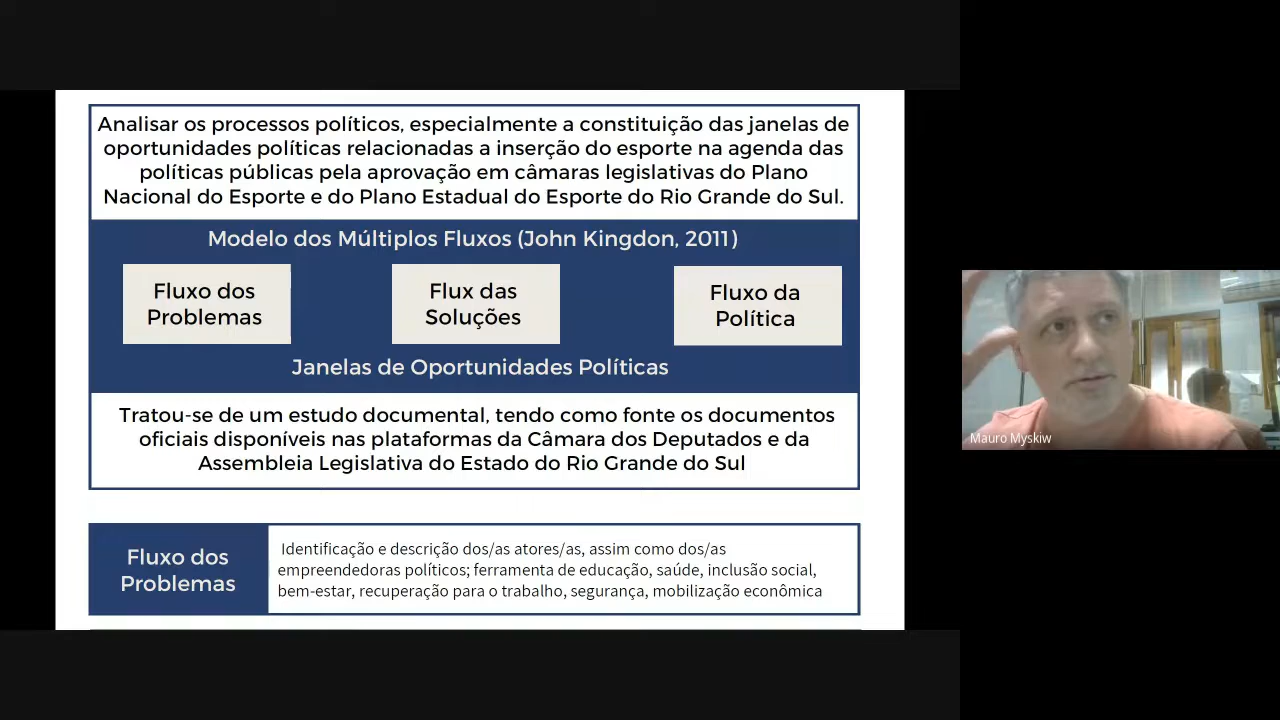 Analisar os processos políticos, especialmente a constituição das janelas de
oportunidades políticas relacionadas a inserção do esporte na agenda das
políticas públicas pela aprovação em câmaras legislativas do Plano
Nacional do Esporte e do Plano Estadual do Esporte do Rio Grande do Sul.
Modelo dos Múltiplos Fluxos (John Kingdon, 2011)
Fluxo dos
Problemas
Flux das
Soluções
Fluxo da
Política
Janelas de Oportunidades Políticas
Tratou-se de um estudo documental, tendo como fonte os documentos
oficiais disponíveis nas plataformas da Câmara dos Deputados e da
Assembleia Legislativa do Estado do Rio Grande do Sul
Fluxo dos
Problemas
Identificação e descrição dos/as atores/as, assim como dos/as
empreendedoras políticos; ferramenta de educação, saúde, inclusão social,
bem-estar, recuperação para o trabalho, segurança, mobilização econômica
Mauro Myskiw